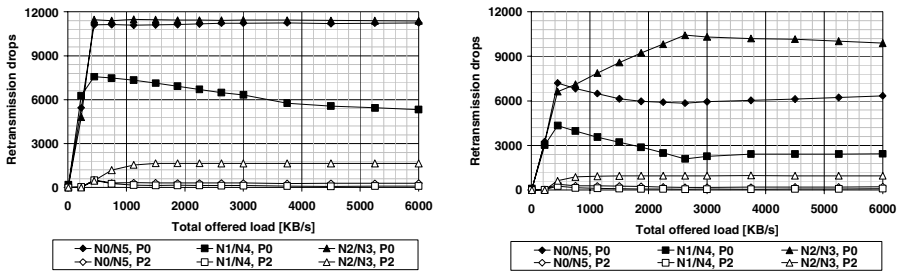 12000
9000
6000
3000
0
Retransmission drops
0 1000 2000 3000 4000 5000 6000
Total offered load [KB/s]
N0/N5, P0 N1/N4, P0 N2/N3, P0
N0/N5, P2 N1/N4, P2 N2/N3, P2
12000
9000
6000
3000
0
Retransmission drops
0 1000 2000 3000 4000 5000 6000
Total offered load [KB/s]
N0/N5, P0 N1/N4, P0 N2/N3, P0
N0/N5, P2 N1/N4, P2 N2/N3, P2